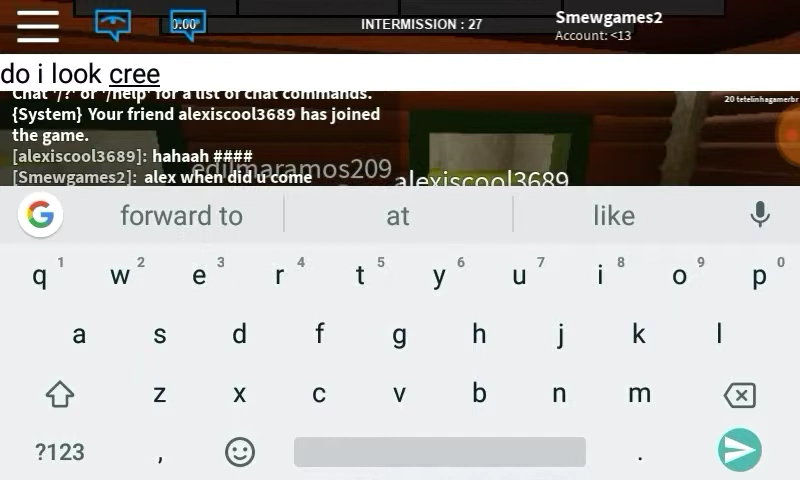 0:00
INTERMISSION : 27
Smewgames2
Account: <13
do i look cree
Chat '/?' or '/help' for a list of chat commands.
{System} Your friend alexiscool3689 has joined
the game.
[alexiscool3689]: hahaah ####
[Smewgames2]: alex when did u come
20 tetelinhagamerbr
edilmaramos209
alexiscool3689
G forward to at like
q 1 w 2 e 3 r 4 t 5 y 6 u 7 i 8 o 9 p 0
a s d f g h j k l
z x c v b n m
?123 , .